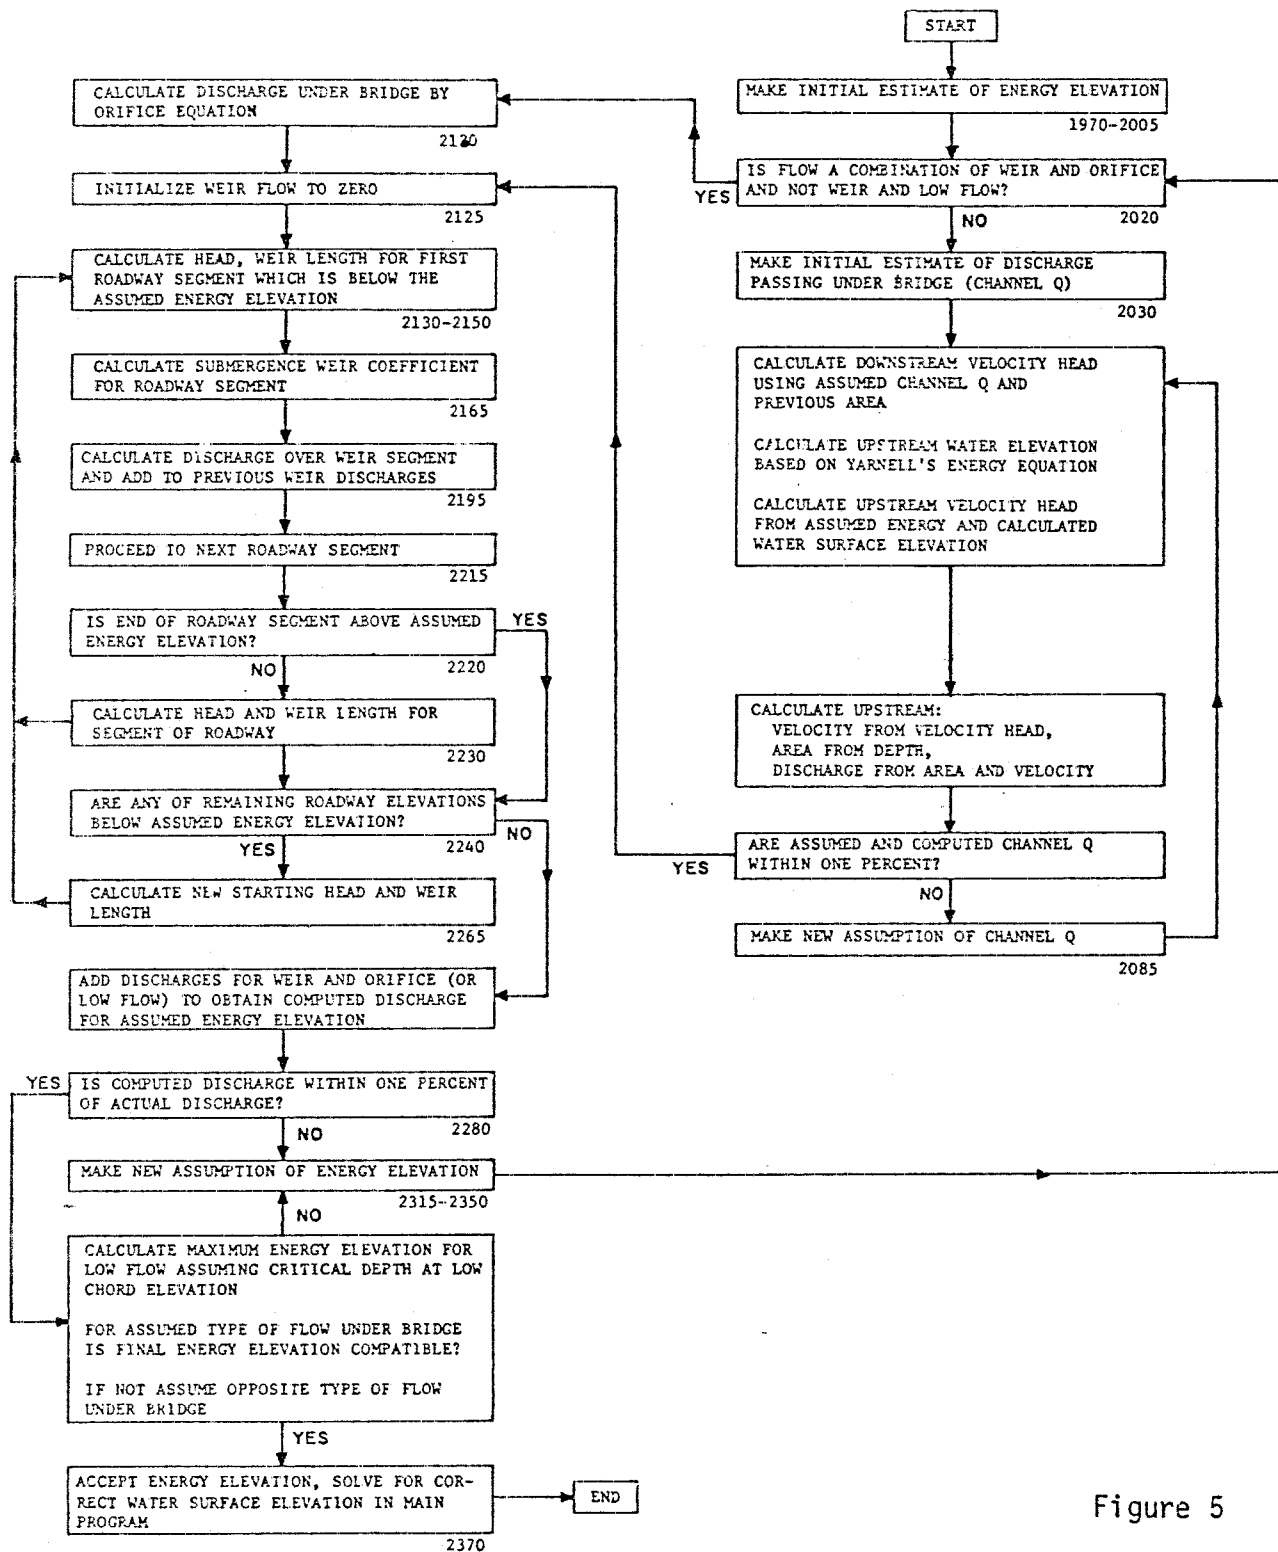 START
MAKE INITIAL ESTIMATE OF ENERGY ELEVATION
1970-2005
IS FLOW A COMBINATION OF WEIR AND ORIFICE
AND NOT WEIR AND LOW FLOW?
YES
2020
NO
MAKE INITIAL ESTIMATE OF DISCHARGE
PASSING UNDER BRIDGE (CHANNEL Q)
2030
CALCULATE DOWNSTREAM VELOCITY HEAD
USING ASSUMED CHANNEL Q AND
PREVIOUS AREA
CALCULATE UPSTREAM WATER ELEVATION
BASED ON YARNELL'S ENERGY EQUATION
CALCULATE UPSTREAM VELOCITY HEAD
FROM ASSUMED ENERGY AND CALCULATED
WATER SURFACE ELEVATION
CALCULATE UPSTREAM:
VELOCITY FROM VELOCITY HEAD,
AREA FROM DEPTH,
DISCHARGE FROM AREA AND VELOCITY
ARE ASSUMED AND COMPUTED CHANNEL Q
WITHIN ONE PERCENT?
YES
NO
MAKE NEW ASSUMPTION OF CHANNEL Q
2085
CALCULATE DISCHARGE UNDER BRIDGE BY
ORIFICE EQUATION
2120
INITIALIZE WEIR FLOW TO ZERO
2125
CALCULATE HEAD, WEIR LENGTH FOR FIRST
ROADWAY SEGMENT WHICH IS BELOW THE
ASSUMED ENERGY ELEVATION
2130-2150
CALCULATE SUBMERGENCE WEIR COEFFICIENT
FOR ROADWAY SEGMENT
2165
CALCULATE DISCHARGE OVER WEIR SEGMENT
AND ADD TO PREVIOUS WEIR DISCHARGES
2195
PROCEED TO NEXT ROADWAY SEGMENT
2215
IS END OF ROADWAY SEGMENT ABOVE ASSUMED
ENERGY ELEVATION?
YES
NO
2220
CALCULATE HEAD AND WEIR LENGTH FOR
SEGMENT OF ROADWAY
2230
ARE ANY OF REMAINING ROADWAY ELEVATIONS
BELOW ASSUMED ENERGY ELEVATION?
NO
YES
2240
CALCULATE NEW STARTING HEAD AND WEIR
LENGTH
2265
ADD DISCHARGES FOR WEIR AND ORIFICE (OR
LOW FLOW) TO OBTAIN COMPUTED DISCHARGE
FOR ASSUMED ENERGY ELEVATION
YES
IS COMPUTED DISCHARGE WITHIN ONE PERCENT
OF ACTUAL DISCHARGE?
2280
NO
MAKE NEW ASSUMPTION OF ENERGY ELEVATION
2315-2350
NO
CALCULATE MAXIMUM ENERGY ELEVATION FOR
LOW FLOW ASSUMING CRITICAL DEPTH AT LOW
CHORD ELEVATION
FOR ASSUMED TYPE OF FLOW UNDER BRIDGE
IS FINAL ENERGY ELEVATION COMPATIBLE?
IF NOT ASSUME OPPOSITE TYPE OF FLOW
UNDER BRIDGE
YES
ACCEPT ENERGY ELEVATION, SOLVE FOR COR-
RECT WATER SURFACE ELEVATION IN MAIN
PROGRAM
2370
END
Figure 5